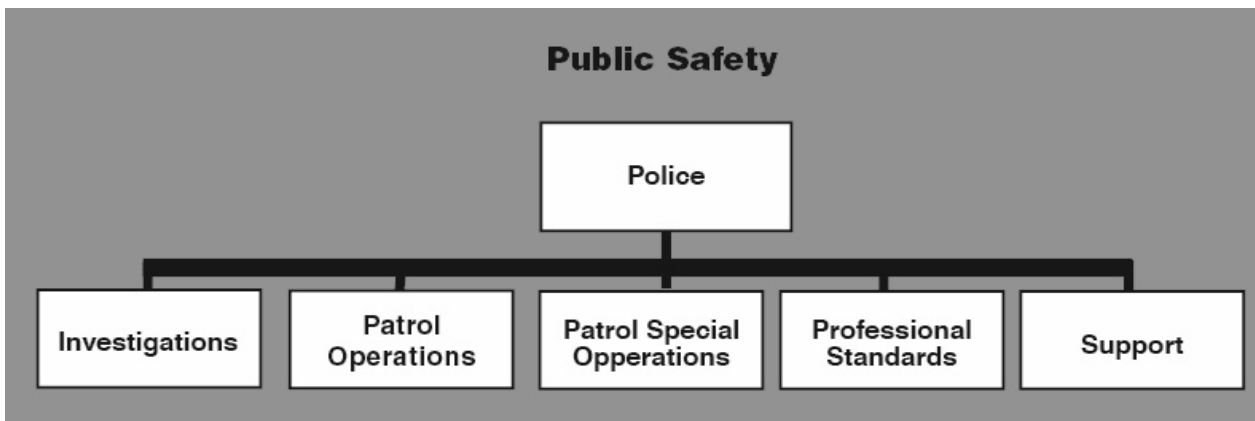 Public Safety
Police
Investigations
Patrol
Operations
Patrol Special
Opperations
Professional
Standards
Support